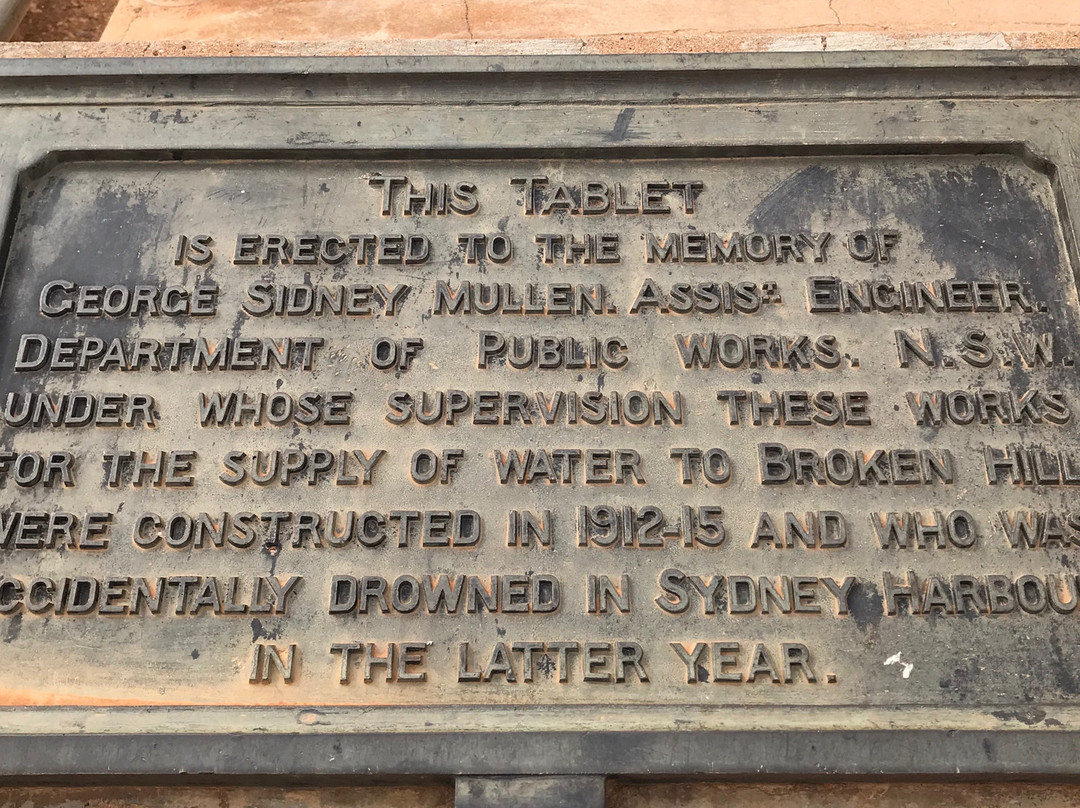 THIS TABLET
IS ERECTED TO THE MEMORY OF
GEORGE SIDNEY MULLEN. ASSIST ENGINEER.
DEPARTMENT OF PUBLIC WORKS. N.S.W.
UNDER WHOSE SUPERVISION THESE WORKS
FOR THE SUPPLY OF WATER TO BROKEN HILL
WERE CONSTRUCTED IN 1912-15 AND WHO WAS
CCIDENTALLY DROWNED IN SYDNEY HARBOU
IN THE LATTER YEAR.